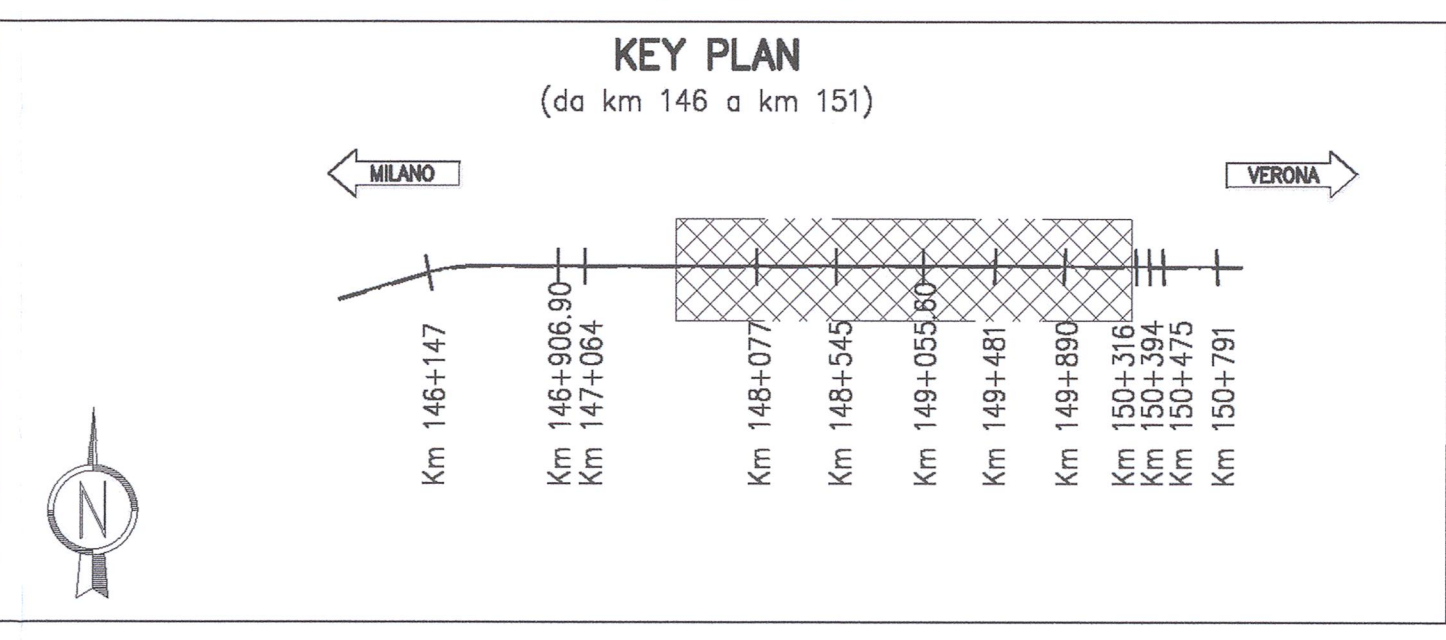 KEY PLAN
(da km 146 a km 151)
MILANO
VERONA
Km 146+147
Km 146+906.90
Km 147+064
Km 148+077
Km 148+545
Km 149+055.60
Km 149+481
Km 149+890
Km 150+316
Km 150+394
Km 150+475
Km 150+791
N